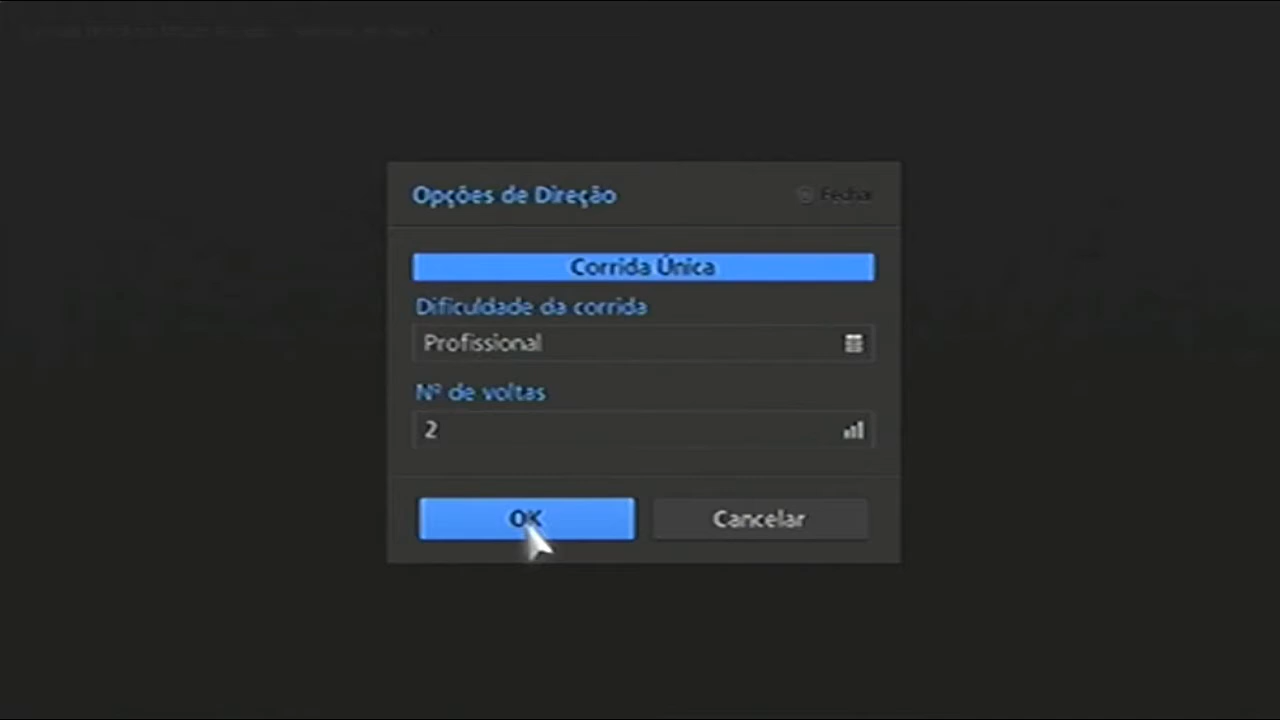 Opções de Direção
Fechar
Corrida Única
Dificuldade da corrida
Profissional
Nº de voltas
2
OK
Cancelar